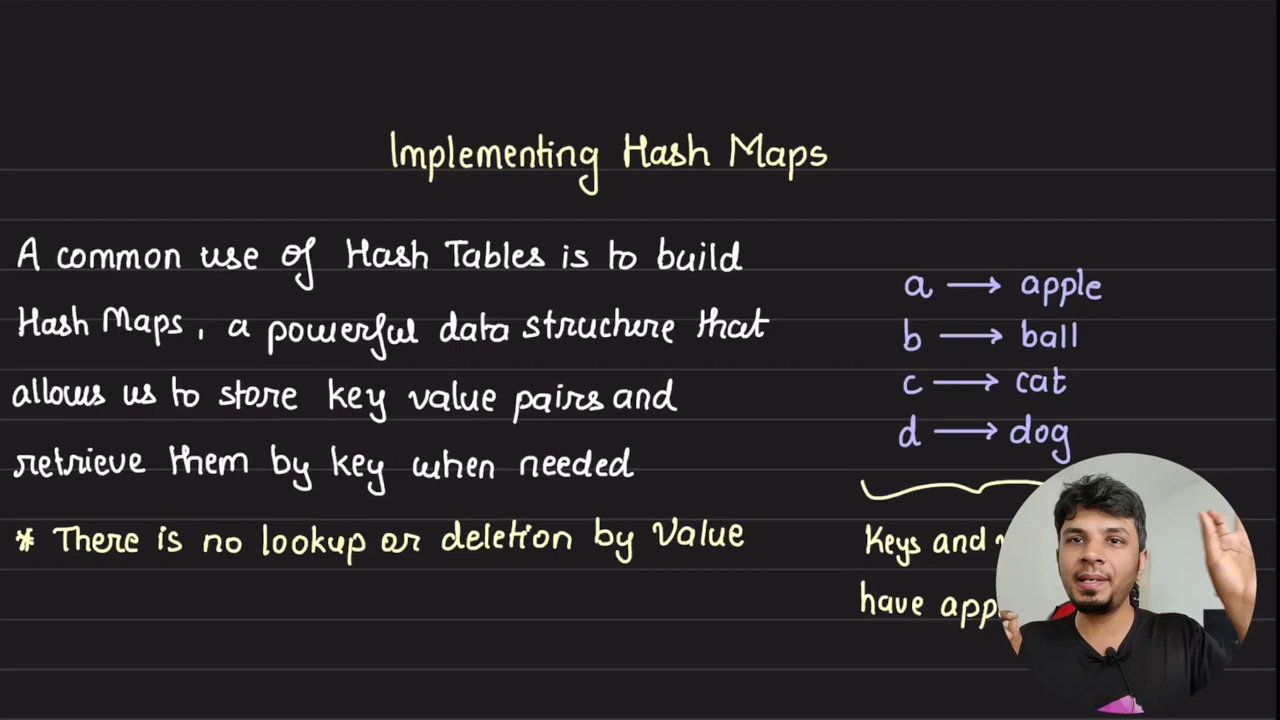 Implementing Hash Maps
A common use of Hash Tables is to build
Hash Maps, a powerful data structure that
allows us to store key value pairs and
retrieve them by key when needed
* There is no lookup or deletion by Value
a → apple
b → ball
c → cat
d → dog
Keys and
have